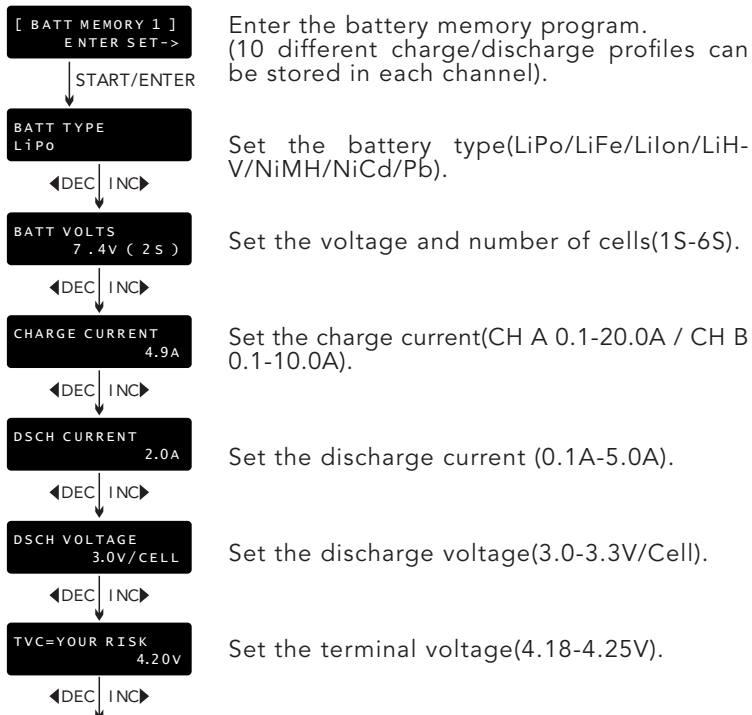 [ BATT MEMORY 1 ]
ENTER SET->
Enter the battery memory program.
(10 different charge/discharge profiles can
be stored in each channel).
START/ENTER
BATT TYPE
LiPo
Set the battery type(LiPo/LiFe/LiIon/LiH-
V/NiMH/NiCd/Pb).
◀DEC INC▶
BATT VOLTS
7.4V ( 2S )
Set the voltage and number of cells(1S-6S).
◀DEC INC▶
CHARGE CURRENT
4.9A
Set the charge current(CH A 0.1-20.0A / CH B
0.1-10.0A).
◀DEC INC▶
DSCH CURRENT
2.0A
Set the discharge current (0.1A-5.0A).
◀DEC INC▶
DSCH VOLTAGE
3.0V/CELL
Set the discharge voltage(3.0-3.3V/Cell).
◀DEC INC▶
TVC=YOUR RISK
4.20V
Set the terminal voltage(4.18-4.25V).
◀DEC INC▶